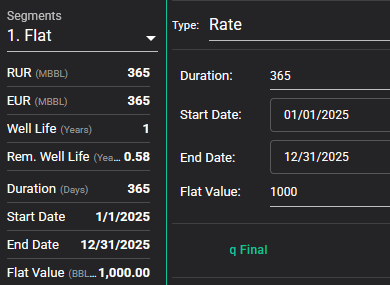 Segments
1. Flat
RUR (MBBL) 365
EUR (MBBL) 365
Well Life (Years) 1
Rem. Well Life (Yea... 0.58
Duration (Days) 365
Start Date 1/1/2025
End Date 12/31/2025
Flat Value (BBL... 1,000.00
Type: Rate
Duration: 365
Start Date: 01/01/2025
End Date: 12/31/2025
Flat Value: 1000
q Final